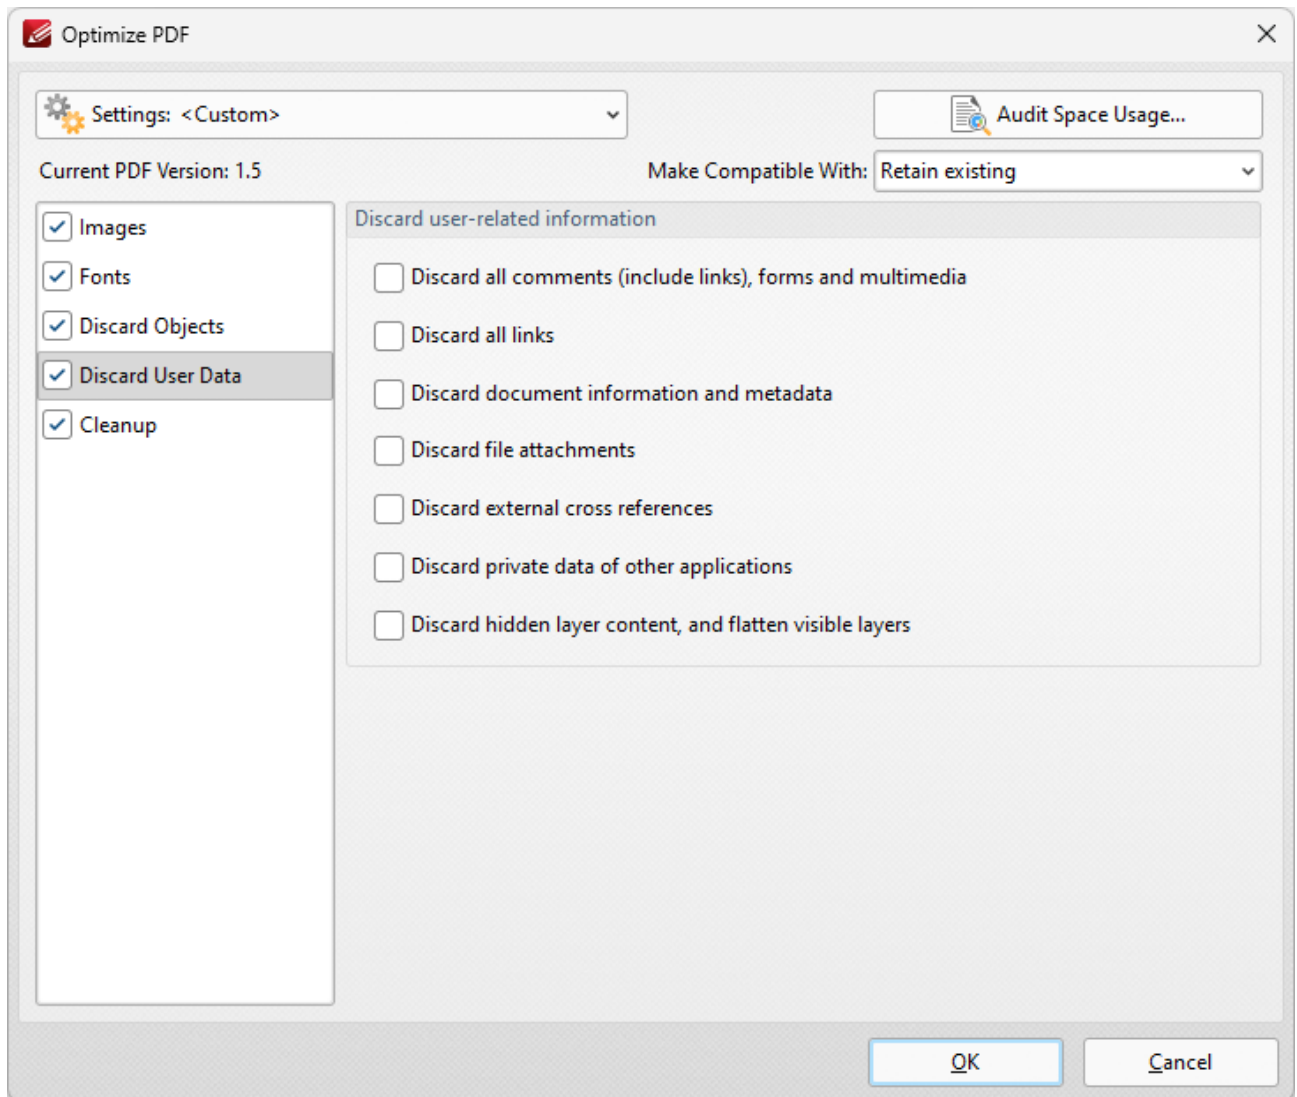 Optimize PDF
Settings: <Custom>
Audit Space Usage...
Current PDF Version: 1.5
Make Compatible With: Retain existing
Images
Fonts
Discard Objects
Discard User Data
Cleanup
Discard user-related information
Discard all comments (include links), forms and multimedia
Discard all links
Discard document information and metadata
Discard file attachments
Discard external cross references
Discard private data of other applications
Discard hidden layer content, and flatten visible layers
OK
Cancel